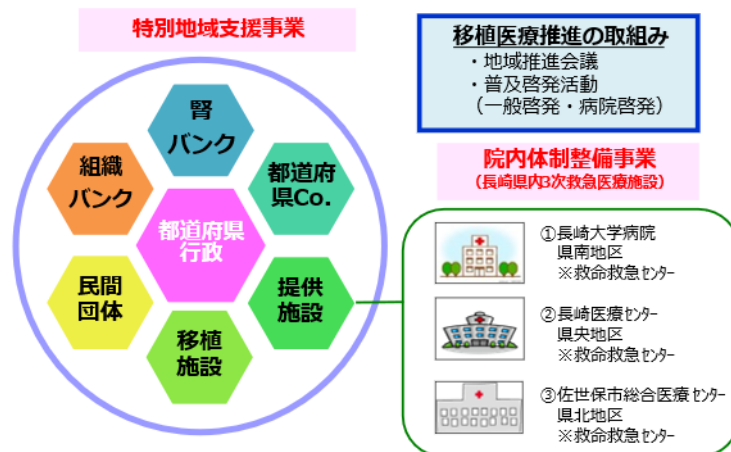 特別地域支援事業
腎
バンク
組織
バンク
都道府
県Co.
都道府県
行政
民間
団体
提供
施設
移植
施設
移植医療推進の取組み
・地域推進会議
・普及啓発活動
(一般啓発・病院啓発)
院内体制整備事業
(長崎県内3次救急医療施設)
①長崎大学病院
県南地区
※救命救急センター
②長崎医療センター
県央地区
※救命救急センター
③佐世保市総合医療センター
県北地区
※救命救急センター